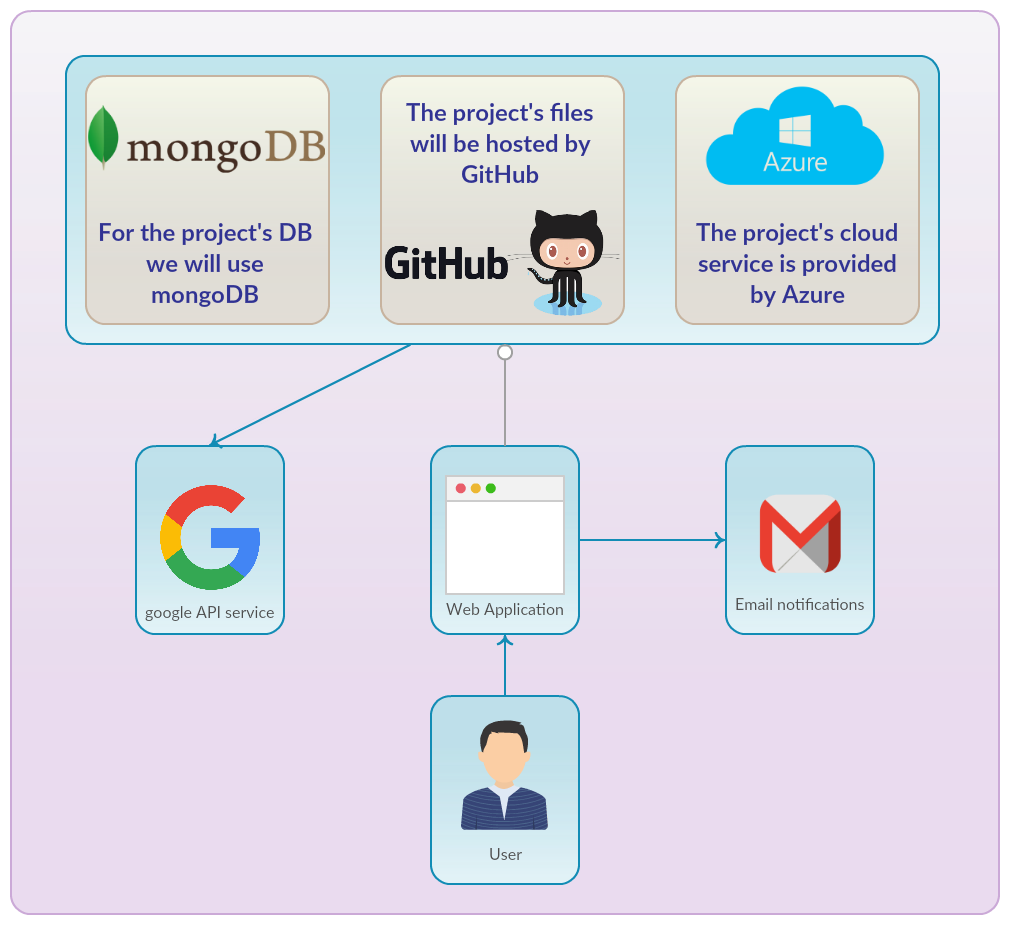 mongoDB
For the project's DB
we will use
mongoDB
The project's files
will be hosted by
GitHub
GitHub
Azure
The project's cloud
service is provided
by Azure
google API service
Web Application
Email notifications
User